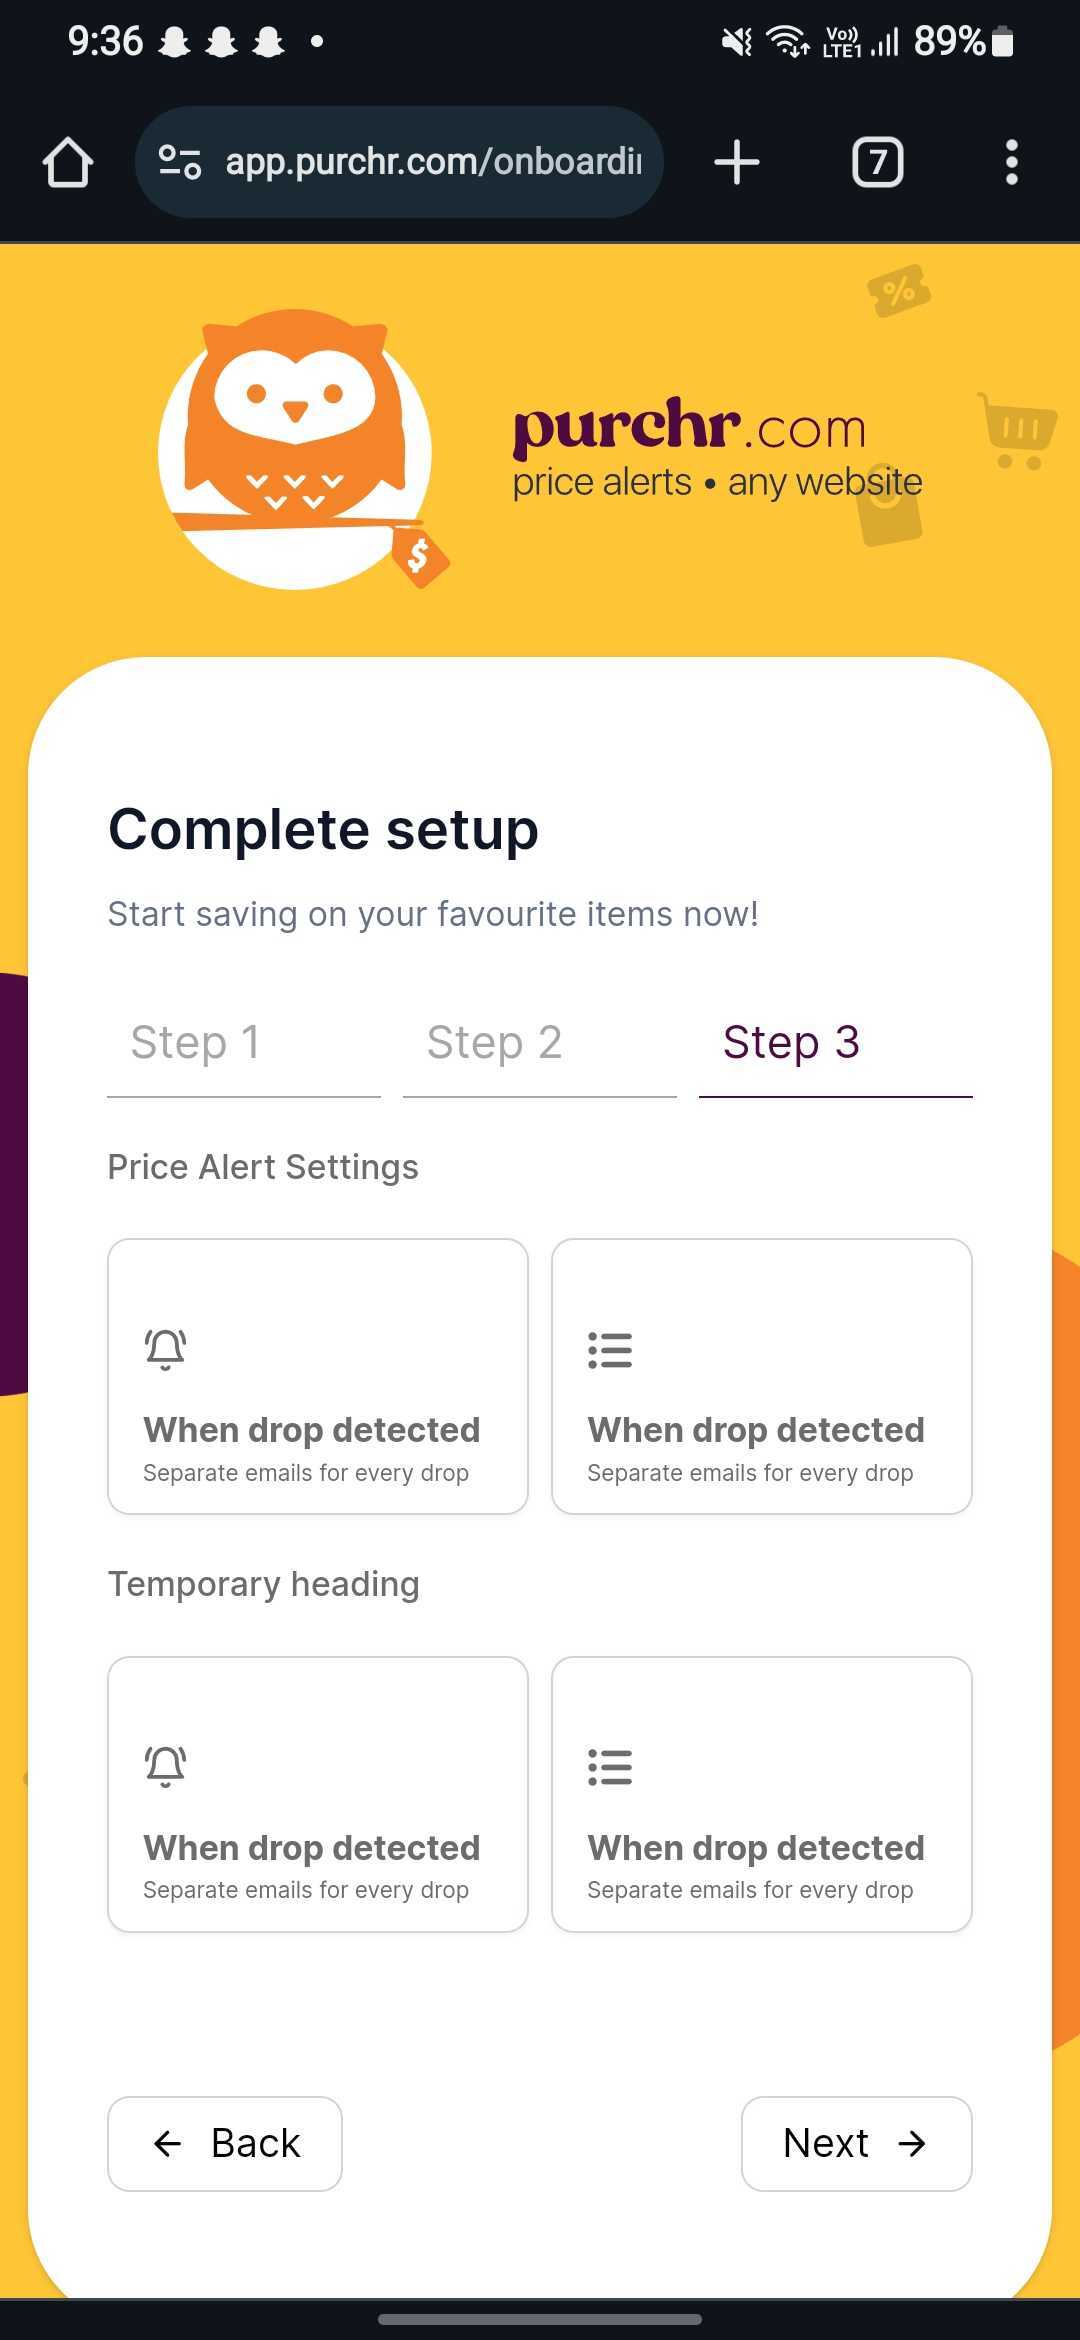 9:36
Vo))
LTE1
89%
app.purchr.com/onboardi
7
%
purchr.com
price alerts • any website
$
Complete setup
Start saving on your favourite items now!
Step 1 Step 2 Step 3
Price Alert Settings
When drop detected When drop detected
Separate emails for every drop Separate emails for every drop
Temporary heading
When drop detected When drop detected
Separate emails for every drop Separate emails for every drop
← Back Next →